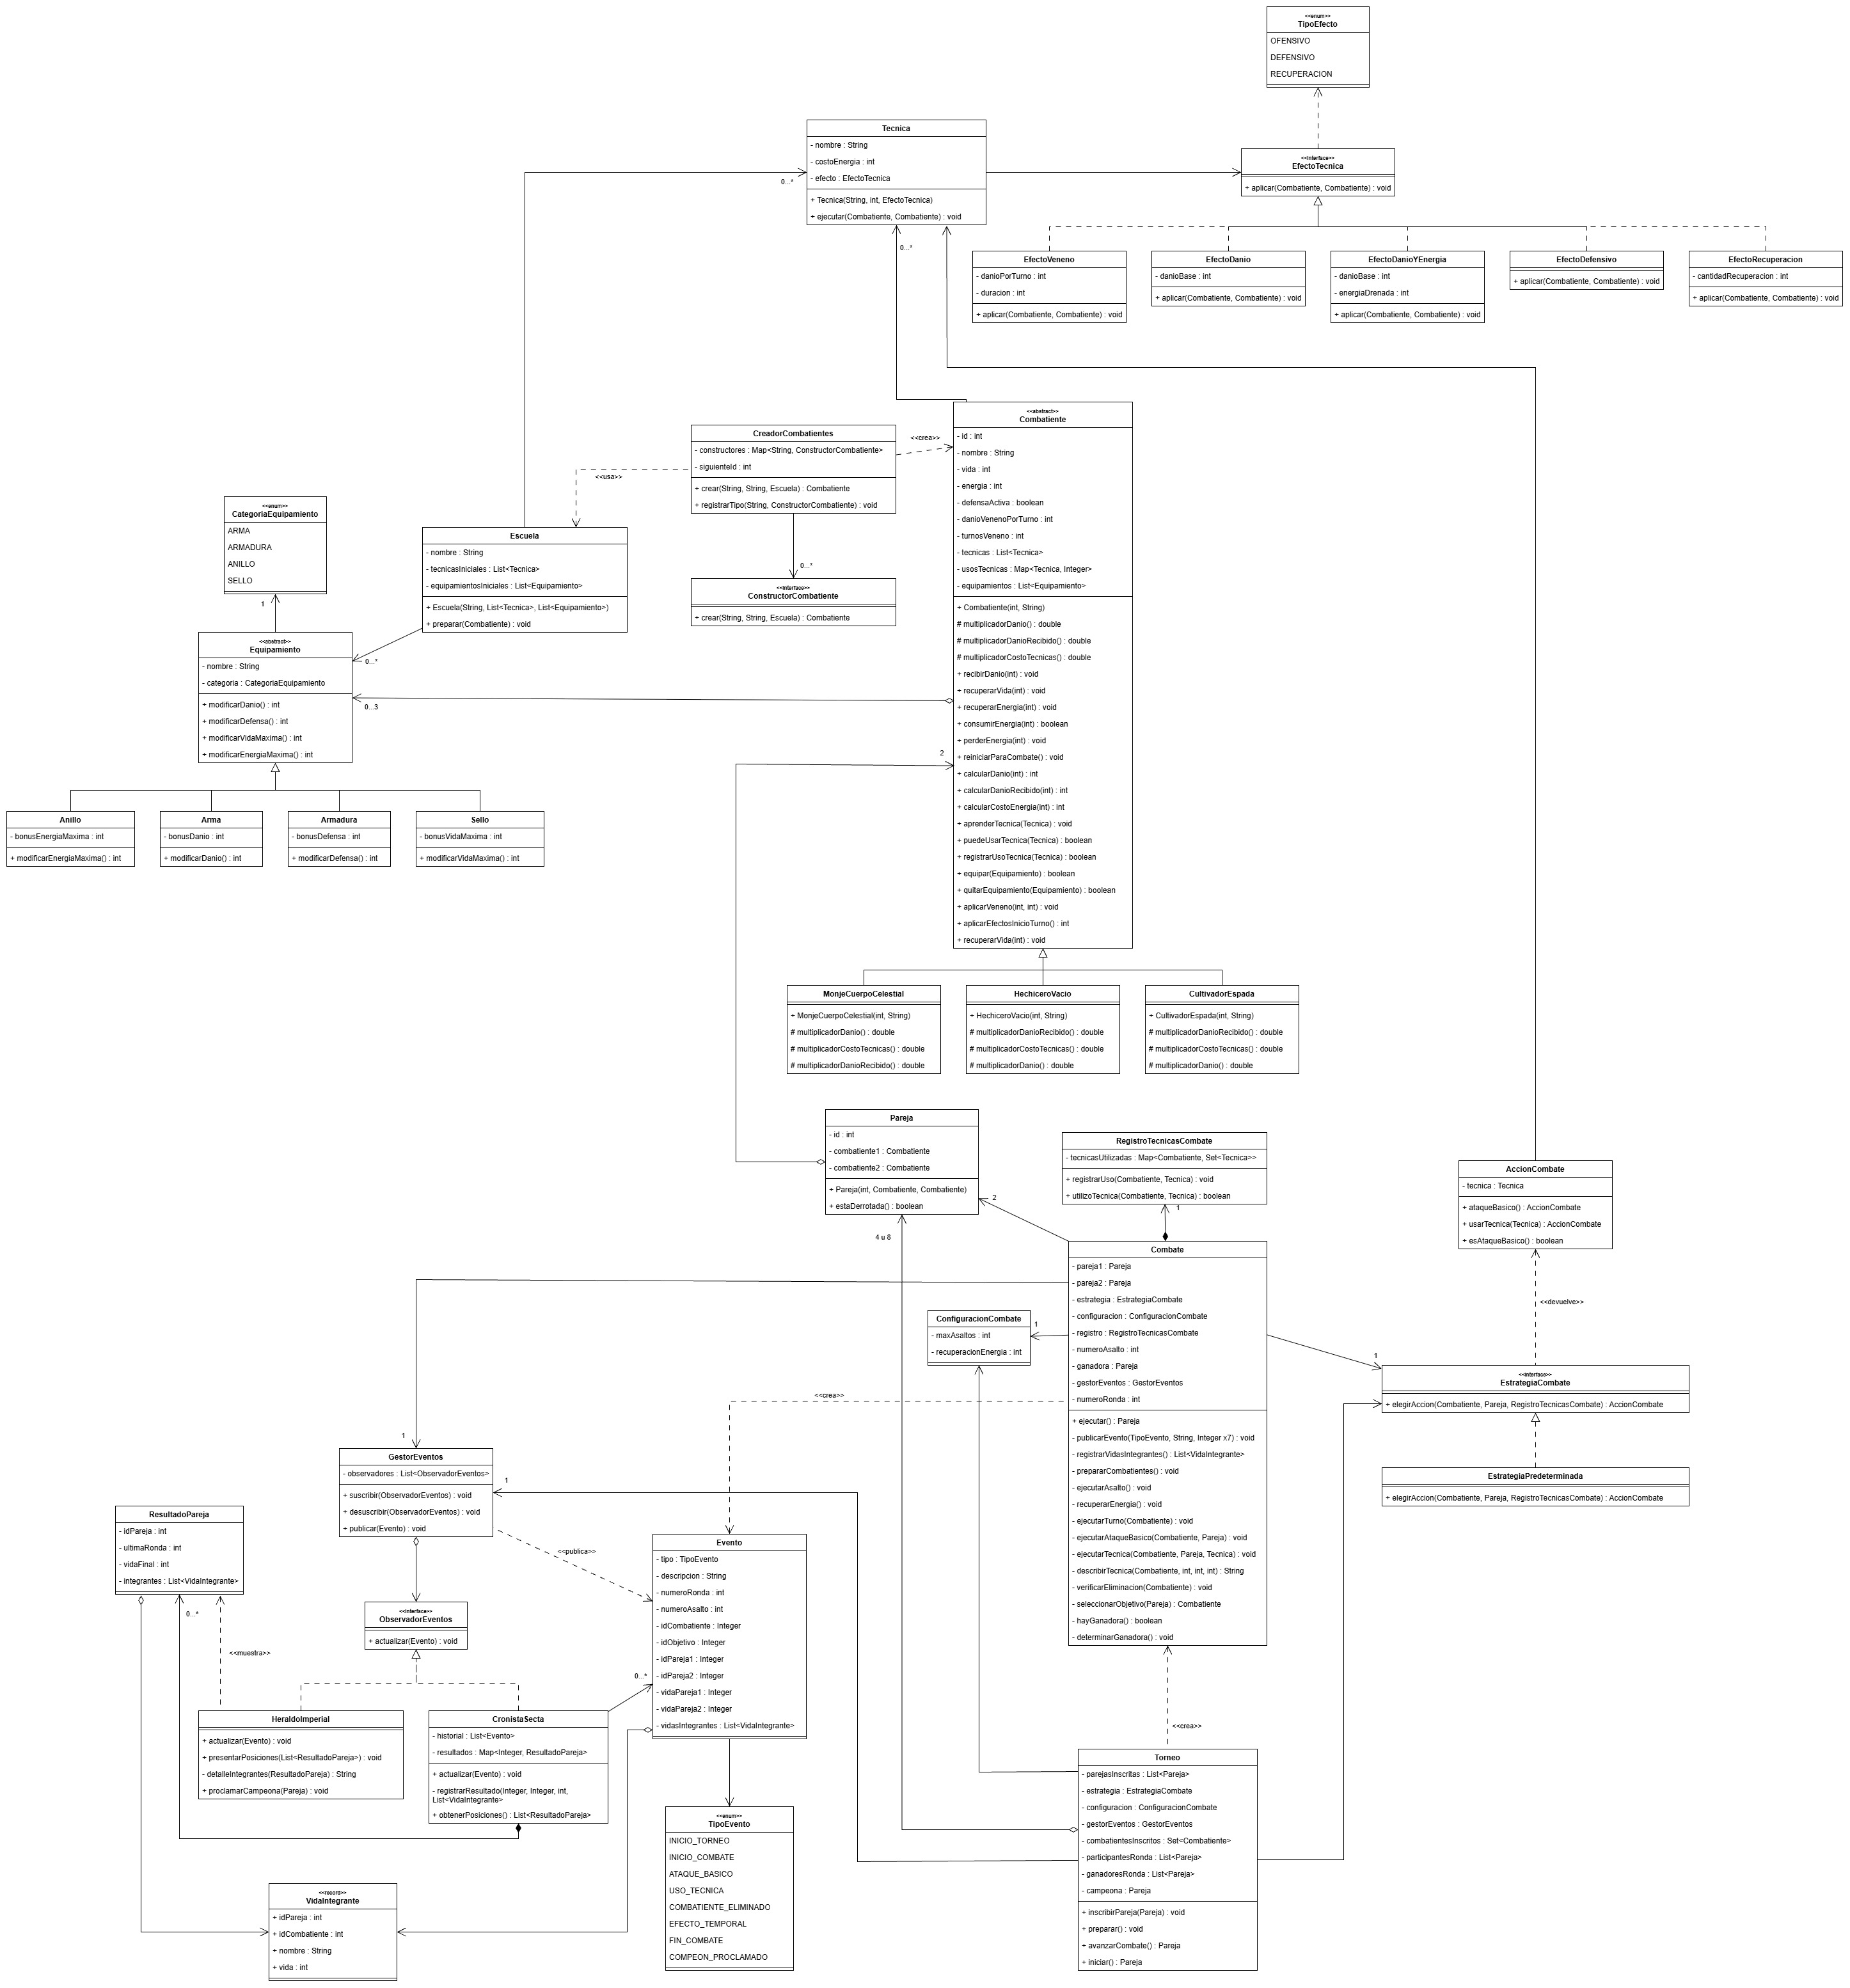 <<enum>>
TipoEfecto
OFENSIVO
DEFENSIVO
RECUPERACION
Tecnica
- nombre : String
- costoEnergia : int
- efecto : EfectoTecnica
+ Tecnica(String, int, EfectoTecnica)
+ ejecutar(Combatiente, Combatiente) : void
0...*
0...*
<<interface>>
EfectoTecnica
+ aplicar(Combatiente, Combatiente) : void
EfectoVeneno
- danioPorTurno : int
- duracion : int
+ aplicar(Combatiente, Combatiente) : void
EfectoDanio
- danioBase : int
+ aplicar(Combatiente, Combatiente) : void
EfectoDanioYEnergia
- danioBase : int
- energiaDrenada : int
+ aplicar(Combatiente, Combatiente) : void
EfectoDefensivo
+ aplicar(Combatiente, Combatiente) : void
EfectoRecuperacion
- cantidadRecuperacion : int
+ aplicar(Combatiente, Combatiente) : void
CreadorCombatientes
- constructores : Map<String, ConstructorCombatiente>
- siguienteId : int
+ crear(String, String, Escuela) : Combatiente
+ registrarTipo(String, ConstructorCombatiente) : void
<<crea>>
<<usa>>
0...*
<<interface>>
ConstructorCombatiente
+ crear(String, String, Escuela) : Combatiente
<<abstract>>
Combatiente
- id : int
- nombre : String
- vida : int
- energia : int
- defensaActiva : boolean
- danioVenenoPorTurno : int
- turnosVeneno : int
- tecnicas : List<Tecnica>
- usosTecnicas : Map<Tecnica, Integer>
- equipamientos : List<Equipamiento>
+ Combatiente(int, String)
# multiplicadorDanio() : double
# multiplicadorDanioRecibido() : double
# multiplicadorCostoTecnicas() : double
+ recibirDanio(int) : void
+ recuperarVida(int) : void
+ recuperarEnergia(int) : void
+ consumirEnergia(int) : boolean
+ perderEnergia(int) : void
+ reiniciarParaCombate() : void
+ calcularDanio(int) : int
+ calcularDanioRecibido(int) : int
+ calcularCostoEnergia(int) : int
+ aprenderTecnica(Tecnica) : void
+ puedeUsarTecnica(Tecnica) : boolean
+ registrarUsoTecnica(Tecnica) : boolean
+ equipar(Equipamiento) : boolean
+ quitarEquipamiento(Equipamiento) : boolean
+ aplicarVeneno(int, int) : void
+ aplicarEfectosInicioTurno() : int
+ recuperarVida(int) : void
<<enum>>
CategoriaEquipamiento
ARMA
ARMADURA
ANILLO
SELLO
1
Escuela
- nombre : String
- tecnicasIniciales : List<Tecnica>
- equipamientosIniciales : List<Equipamiento>
+ Escuela(String, List<Tecnica>, List<Equipamiento>)
+ preparar(Combatiente) : void
<<abstract>>
Equipamiento
- nombre : String
- categoria : CategoriaEquipamiento
+ modificarDanio() : int
+ modificarDefensa() : int
+ modificarVidaMaxima() : int
+ modificarEnergiaMaxima() : int
0...*
0...3
2
Anillo
- bonusEnergiaMaxima : int
+ modificarEnergiaMaxima() : int
Arma
- bonusDanio : int
+ modificarDanio() : int
Armadura
- bonusDefensa : int
+ modificarDefensa() : int
Sello
- bonusVidaMaxima : int
+ modificarVidaMaxima() : int
MonjeCuerpoCelestial
+ MonjeCuerpoCelestial(int, String)
# multiplicadorDanio() : double
# multiplicadorCostoTecnicas() : double
# multiplicadorDanioRecibido() : double
HechiceroVacio
+ HechiceroVacio(int, String)
# multiplicadorDanioRecibido() : double
# multiplicadorCostoTecnicas() : double
# multiplicadorDanio() : double
CultivadorEspada
+ CultivadorEspada(int, String)
# multiplicadorDanioRecibido() : double
# multiplicadorCostoTecnicas() : double
# multiplicadorDanio() : double
Pareja
- id : int
- combatiente1 : Combatiente
- combatiente2 : Combatiente
+ Pareja(int, Combatiente, Combatiente)
+ estaDerrotada() : boolean
2
4 u 8
RegistroTecnicasCombate
- tecnicasUtilizadas : Map<Combatiente, Set<Tecnica>>
+ registrarUso(Combatiente, Tecnica) : void
+ utilizoTecnica(Combatiente, Tecnica) : boolean
1
AccionCombate
- tecnica : Tecnica
+ ataqueBasico() : AccionCombate
+ usarTecnica(Tecnica) : AccionCombate
+ esAtaqueBasico() : boolean
<<devuelve>>
Combate
- pareja1 : Pareja
- pareja2 : Pareja
- estrategia : EstrategiaCombate
- configuracion : ConfiguracionCombate
- registro : RegistroTecnicasCombate
- numeroAsalto : int
- ganadora : Pareja
- gestorEventos : GestorEventos
- numeroRonda : int
+ ejecutar() : Pareja
- publicarEvento(TipoEvento, String, Integer x7) : void
- registrarVidasIntegrantes() : List<VidaIntegrante>
- prepararCombatientes() : void
- ejecutarAsalto() : void
- recuperarEnergia() : void
- ejecutarTurno(Combatiente) : void
- ejecutarAtaqueBasico(Combatiente, Pareja) : void
- ejecutarTecnica(Combatiente, Pareja, Tecnica) : void
- describirTecnica(Combatiente, int, int, int) : String
- verificarEliminacion(Combatiente) : void
- seleccionarObjetivo(Pareja) : Combatiente
- hayGanadora() : boolean
- determinarGanadora() : void
ConfiguracionCombate
- maxAsaltos : int
- recuperacionEnergia : int
1
1
<<interface>>
EstrategiaCombate
+ elegirAccion(Combatiente, Pareja, RegistroTecnicasCombate) : AccionCombate
EstrategiaPredeterminada
+ elegirAccion(Combatiente, Pareja, RegistroTecnicasCombate) : AccionCombate
<<crea>>
1
GestorEventos
- observadores : List<ObservadorEventos>
+ suscribir(ObservadorEventos) : void
+ desuscribir(ObservadorEventos) : void
+ publicar(Evento) : void
1
<<publica>>
ResultadoPareja
- idPareja : int
- ultimaRonda : int
- vidaFinal : int
- integrantes : List<VidaIntegrante>
0...*
<<muestra>>
<<interface>>
ObservadorEventos
+ actualizar(Evento) : void
Evento
- tipo : TipoEvento
- descripcion : String
- numeroRonda : int
- numeroAsalto : int
- idCombatiente : Integer
- idObjetivo : Integer
- idPareja1 : Integer
- idPareja2 : Integer
- vidaPareja1 : Integer
- vidaPareja2 : Integer
- vidasIntegrantes : List<VidaIntegrante>
0...*
HeraldoImperial
+ actualizar(Evento) : void
+ presentarPosiciones(List<ResultadoPareja>) : void
- detalleIntegrantes(ResultadoPareja) : String
+ proclamarCampeona(Pareja) : void
CronistaSecta
- historial : List<Evento>
- resultados : Map<Integer, ResultadoPareja>
+ actualizar(Evento) : void
- registrarResultado(Integer, Integer, int,
List<VidaIntegrante>
+ obtenerPosiciones() : List<ResultadoPareja>
<<crea>>
Torneo
- parejasInscritas : List<Pareja>
- estrategia : EstrategiaCombate
- configuracion : ConfiguracionCombate
- gestorEventos : GestorEventos
- combatientesInscritos : Set<Combatiente>
- participantesRonda : List<Pareja>
- ganadoresRonda : List<Pareja>
- campeona : Pareja
+ inscribirPareja(Pareja) : void
+ preparar() : void
+ avanzarCombate() : Pareja
+ iniciar() : Pareja
<<enum>>
TipoEvento
INICIO_TORNEO
INICIO_COMBATE
ATAQUE_BASICO
USO_TECNICA
COMBATIENTE_ELIMINADO
EFECTO_TEMPORAL
FIN_COMBATE
COMPEON_PROCLAMADO
<<record>>
VidaIntegrante
+ idPareja : int
+ idCombatiente : int
+ nombre : String
+ vida : int